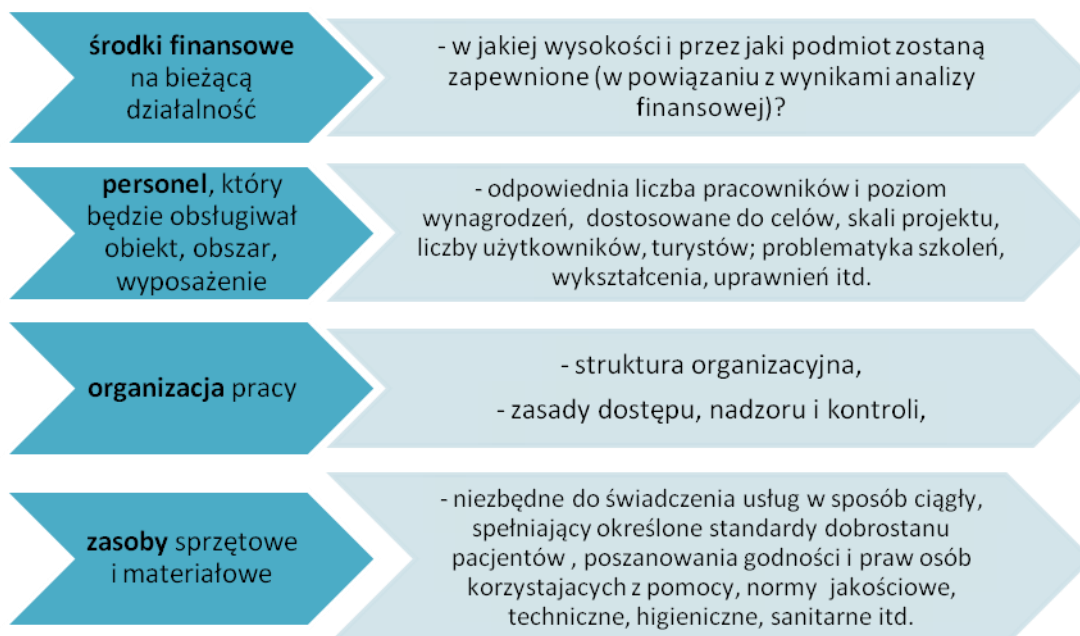 środki finansowe
na bieżącą
działalność
- w jakiej wysokości i przez jaki podmiot zostaną
zapewnione (w powiązaniu z wynikami analizy
finansowej)?
personel, który
będzie obsługiwał
obiekt, obszar,
wyposażenie
- odpowiednia liczba pracowników i poziom
wynagrodzeń, dostosowane do celów, skali projektu,
liczby użytkowników, turystów; problematyka szkoleń,
wykształcenia, uprawnień itd.
organizacja pracy
- struktura organizacyjna,
- zasady dostępu, nadzoru i kontroli,
zasoby sprzętowe
i materiałowe
- niezbędne do świadczenia usług w sposób ciągły,
spełniający określone standardy dobrostanu
pacjentów , poszanowania godności i praw osób
korzystajacych z pomocy, normy jakościowe,
techniczne, higieniczne, sanitarne itd.